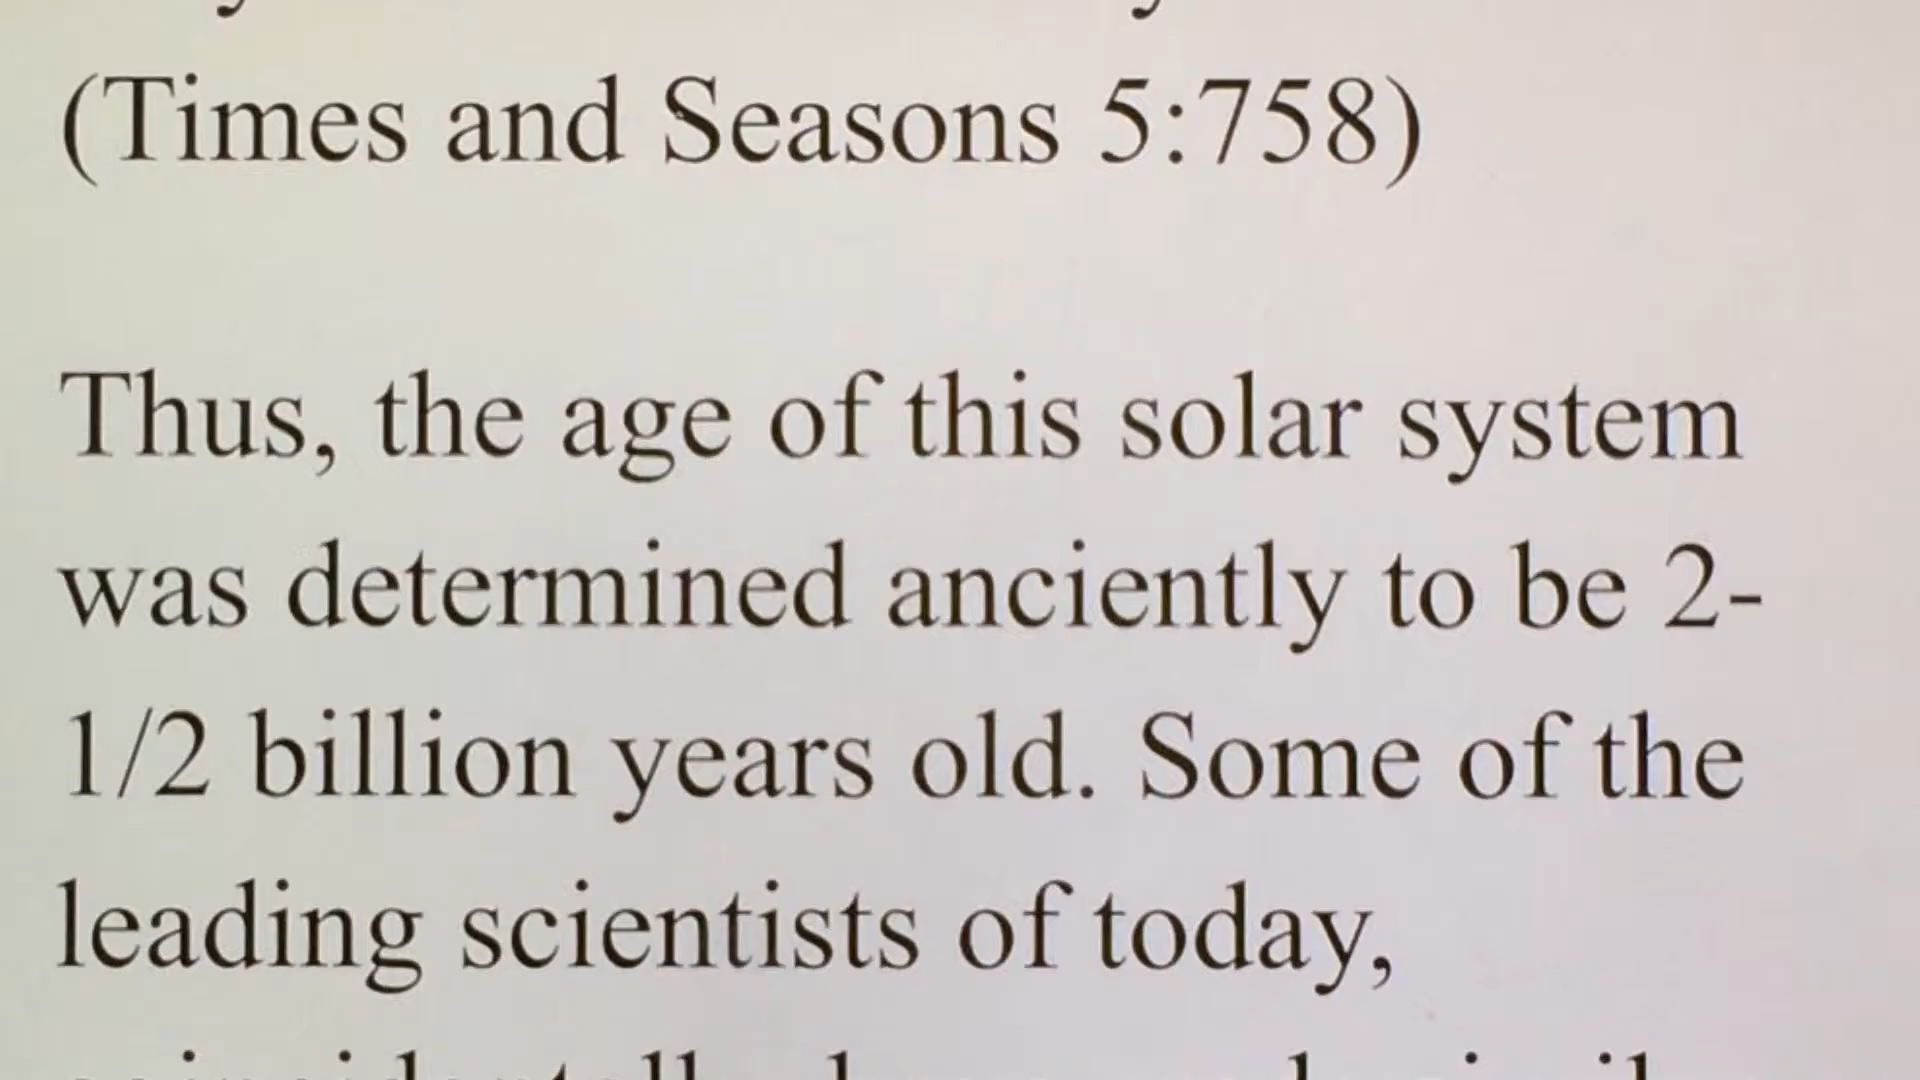 (Times and Seasons 5:758)
Thus, the age of this solar system
was determined anciently to be 2-
1/2 billion years old. Some of the
leading scientists of today,